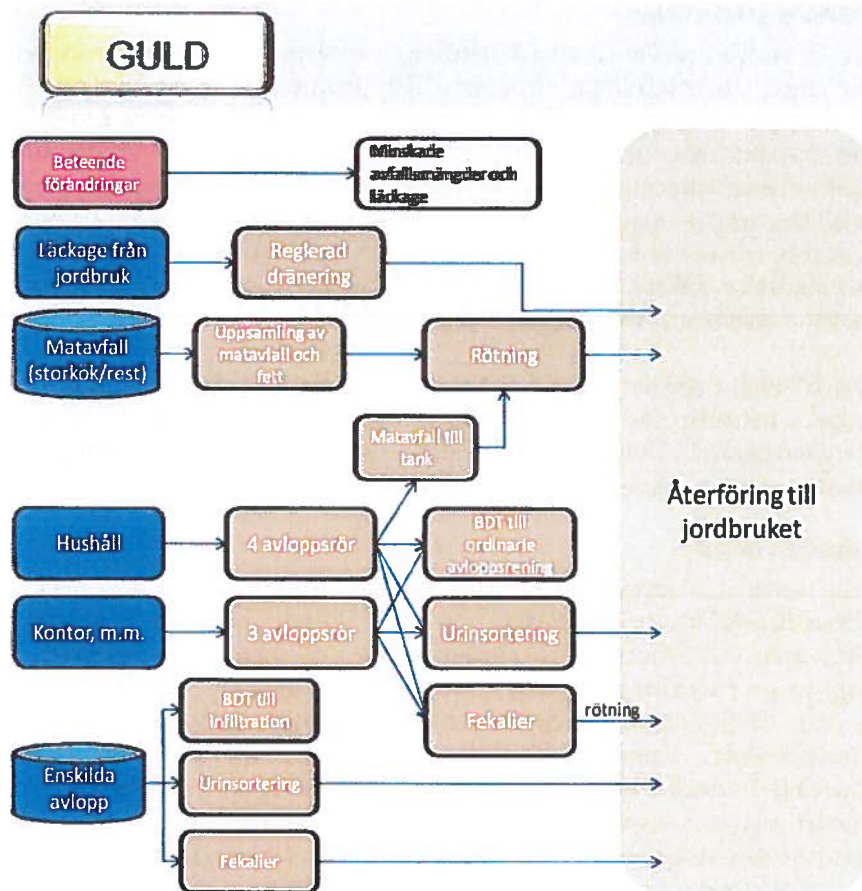 GULD
Beteende
förändringar
Minskade
avfallsmängder och
läckage
Läckage från
jordbruk
Reglerad
dränering
Matavfall
(storkök/rest)
Uppsamling av
matavfall och
fett
Rötning
Matavfall till
tank
Återföring till
jordbruket
Hushåll
4 avloppsrör
BDT till
ordinarie
avloppsrening
Kontor, m.m.
3 avloppsrör
Urinsortering
BDT till
infiltration
Fekalier
rötning
Enskilda
avlopp
Urinsortering
Fekalier